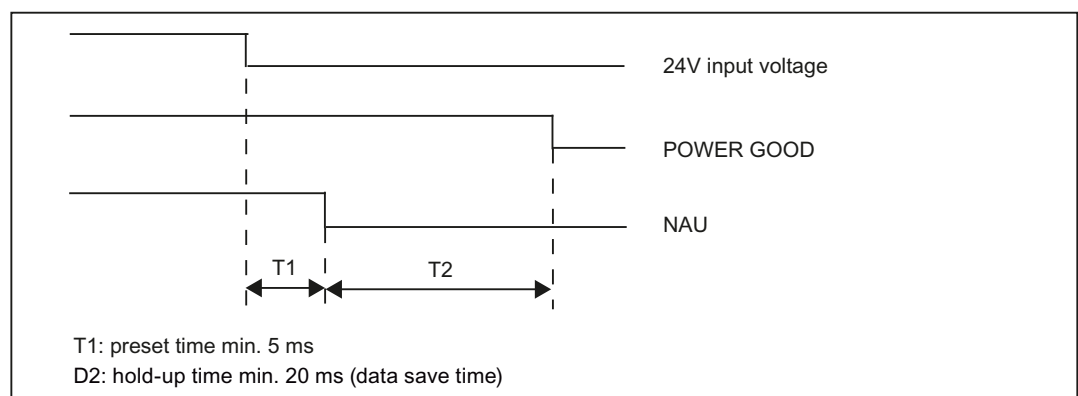 24V input voltage
POWER GOOD
NAU
T1 T2
T1: preset time min. 5 ms
D2: hold-up time min. 20 ms (data save time)